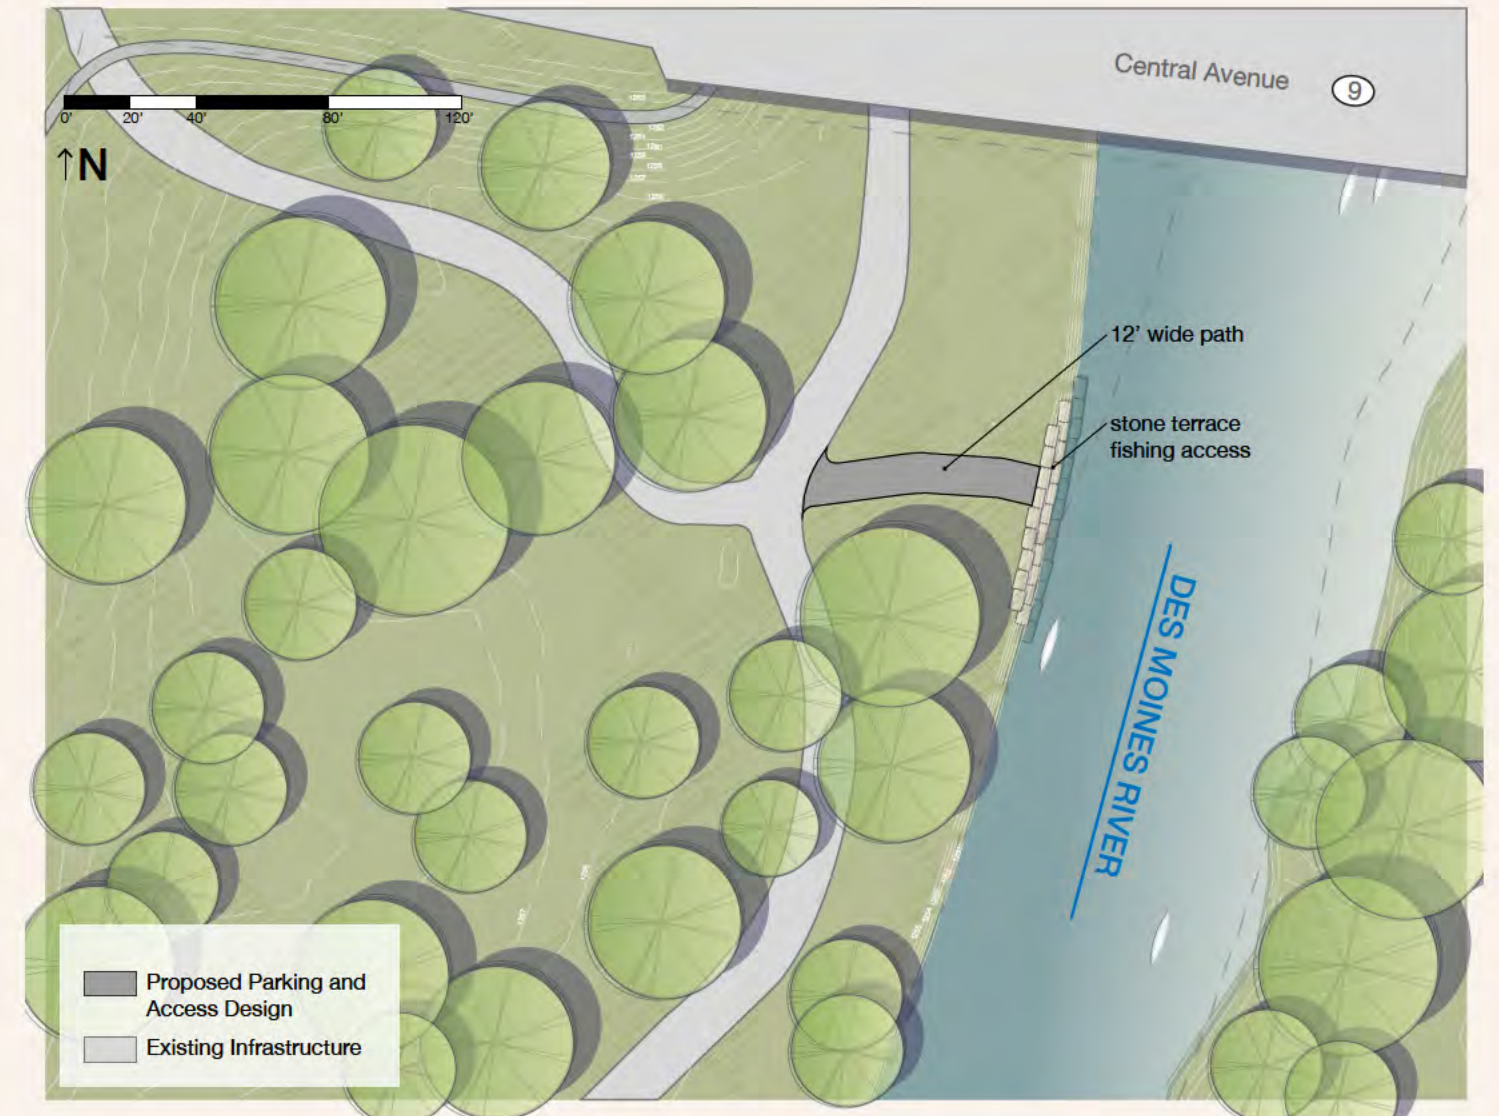 Central Avenue
9
0'
20'
40'
80'
120'
↑N
12' wide path
stone terrace
fishing access
DES MOINES RIVER
Proposed Parking and
Access Design
Existing Infrastructure